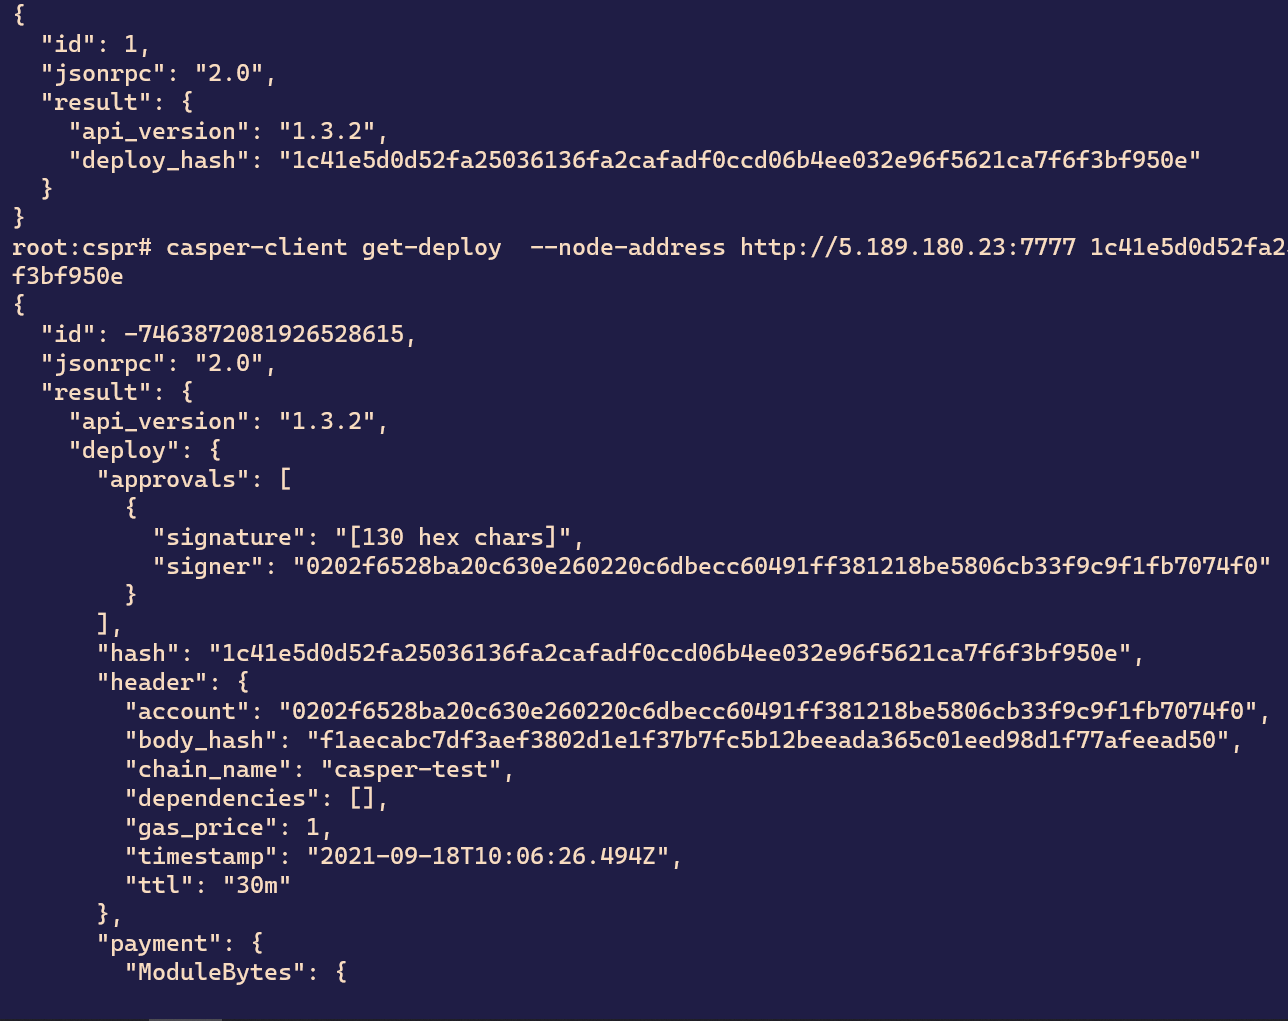 {
  "id": 1,
  "jsonrpc": "2.0",
  "result": {
    "api_version": "1.3.2",
    "deploy_hash": "1c41e5d0d52fa25036136fa2cafadf0ccd06b4ee032e96f5621ca7f6f3bf950e"
  }
}
root:cspr# casper-client get-deploy  --node-address http://5.189.180.23:7777 1c41e5d0d52fa2
f3bf950e
{
  "id": -7463872081926528615,
  "jsonrpc": "2.0",
  "result": {
    "api_version": "1.3.2",
    "deploy": {
      "approvals": [
        {
          "signature": "[130 hex chars]",
          "signer": "0202f6528ba20c630e260220c6dbecc60491ff381218be5806cb33f9c9f1fb7074f0"
        }
      ],
      "hash": "1c41e5d0d52fa25036136fa2cafadf0ccd06b4ee032e96f5621ca7f6f3bf950e",
      "header": {
        "account": "0202f6528ba20c630e260220c6dbecc60491ff381218be5806cb33f9c9f1fb7074f0",
        "body_hash": "f1aecabc7df3aef3802d1e1f37b7fc5b12beeada365c01eed98d1f77afeead50",
        "chain_name": "casper-test",
        "dependencies": [],
        "gas_price": 1,
        "timestamp": "2021-09-18T10:06:26.494Z",
        "ttl": "30m"
      },
      "payment": {
        "ModuleBytes": {